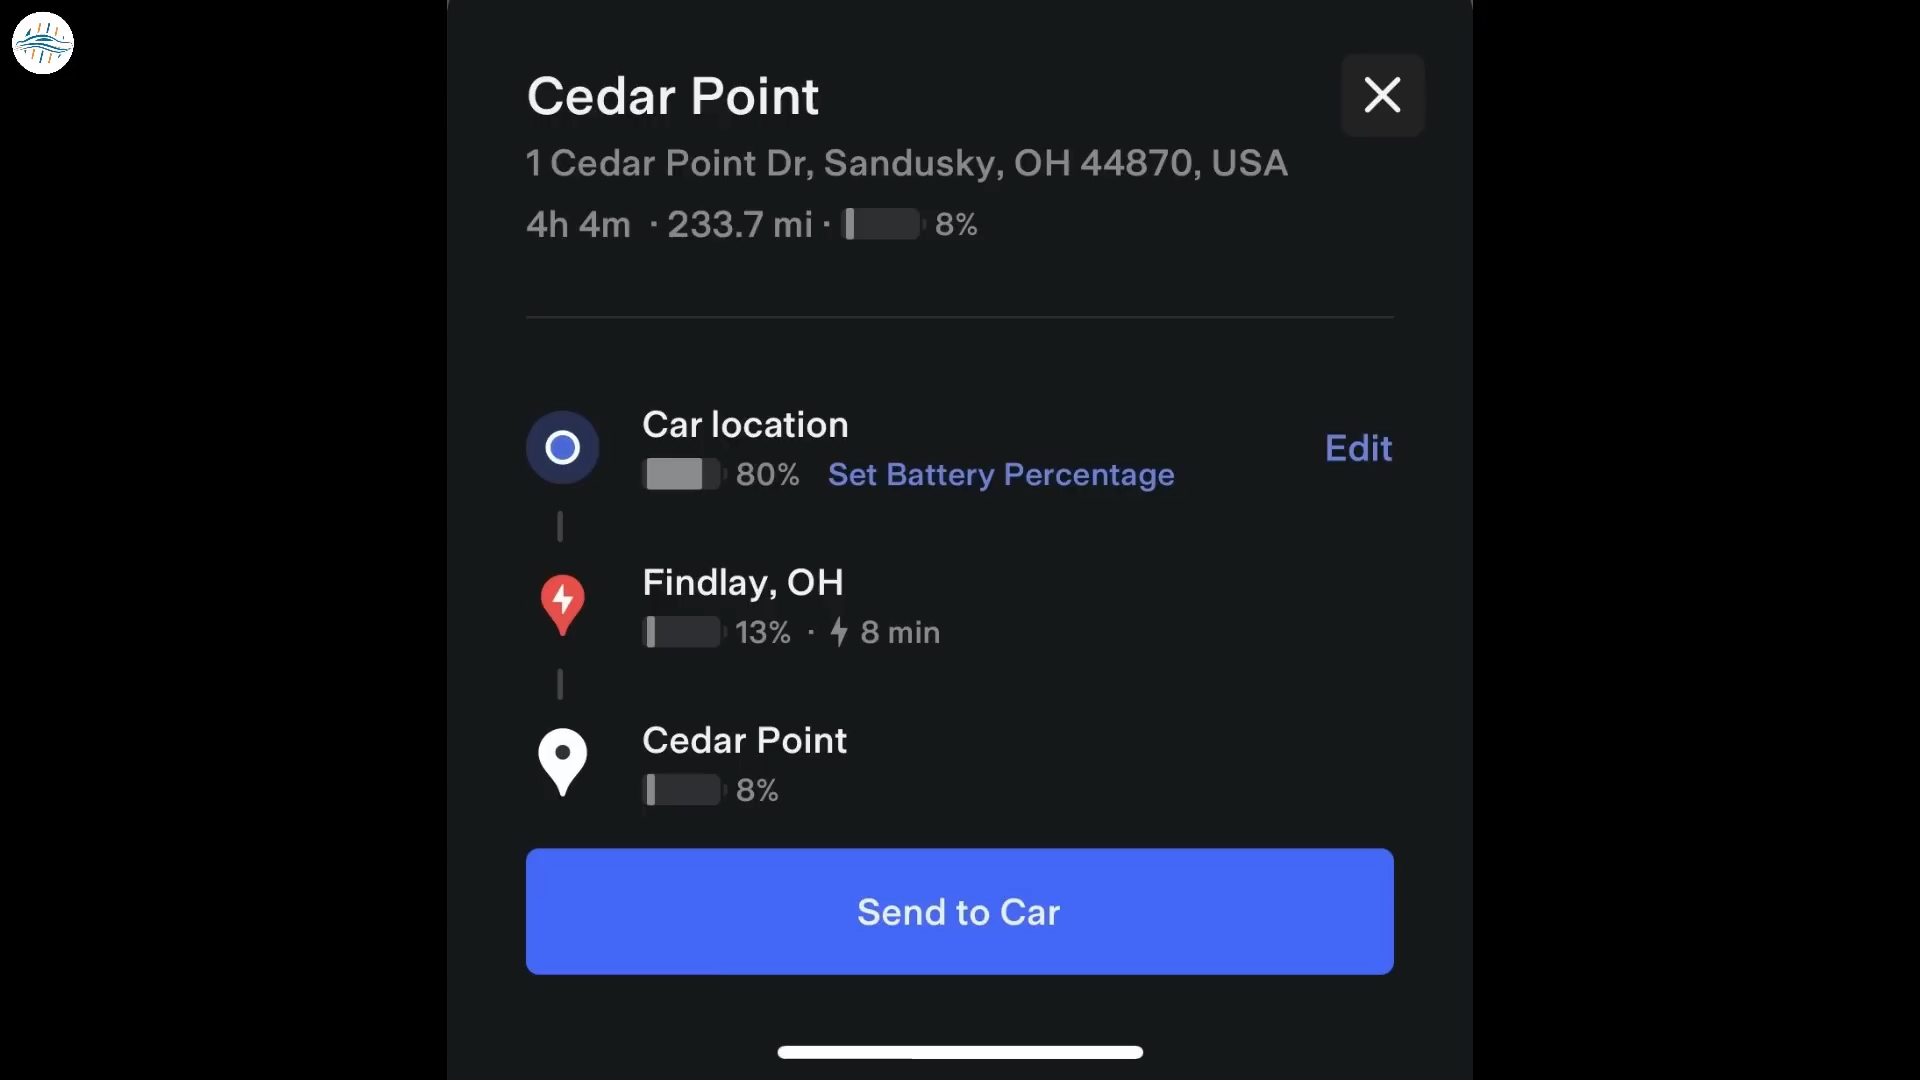 Cedar Point
1 Cedar Point Dr, Sandusky, OH 44870, USA
4h 4m · 233.7 mi · 8%
Car location
80% Set Battery Percentage
Edit
Findlay, OH
13% · 8 min
Cedar Point
8%
Send to Car